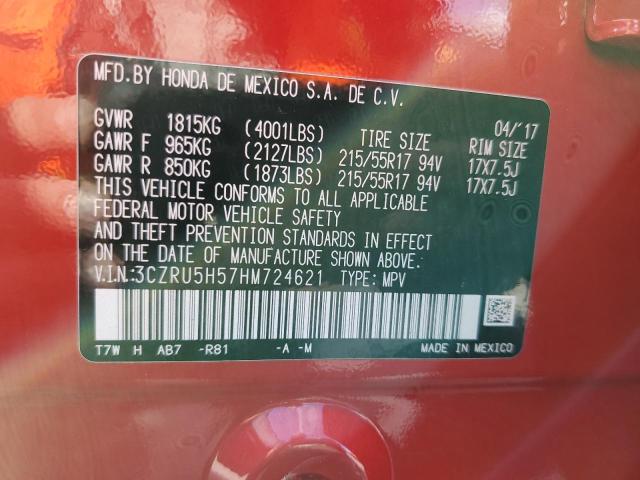 MFD.BY HONDA DE MEXICO S.A. DE C.V.
04/'17
GVWR 1815KG (4001LBS) TIRE SIZE RIM SIZE
GAWR F 965KG (2127LBS) 215/55R17 94V 17X7.5J
GAWR R 850KG (1873LBS) 215/55R17 94V 17X7.5J
THIS VEHICLE CONFORMS TO ALL APPLICABLE
FEDERAL MOTOR VEHICLE SAFETY
AND THEFT PREVENTION STANDARDS IN EFFECT
ON THE DATE OF MANUFACTURE SHOWN ABOVE.
V.I.N:3CZRU5H57HM724621 TYPE: MPV
T7W H AB7 -R81 -A -M MADE IN MEXICO